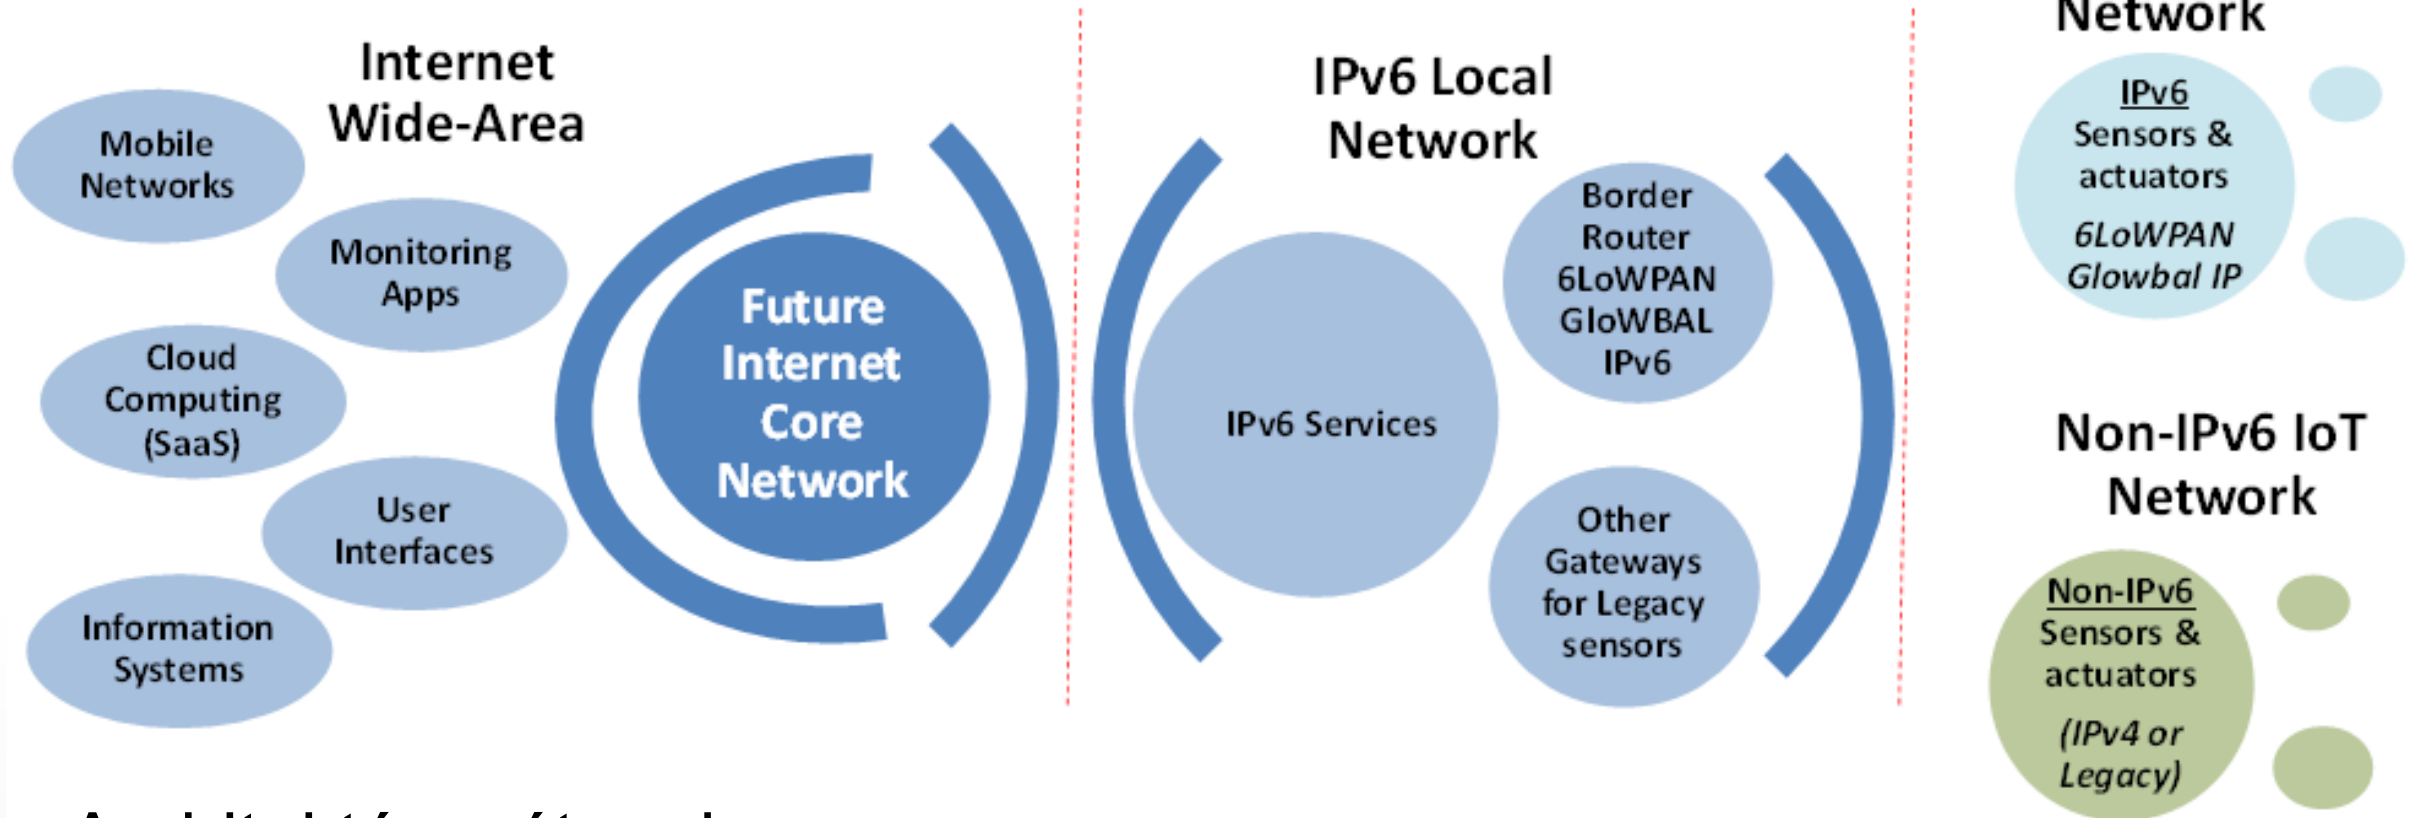 Internet
Wide-Area
Mobile
Networks
Monitoring
Apps
Cloud
Computing
(SaaS)
User
Interfaces
Information
Systems
Future
Internet
Core
Network
IPv6 Local
Network
IPv6 Services
Border
Router
6LoWPAN
GloWBAL
IPv6
Other
Gateways
for Legacy
sensors
Network
IPv6
Sensors &
actuators
6LoWPAN
Glowbal IP
Non-IPv6 IoT
Network
Non-IPv6
Sensors &
actuators
(IPv4 or
Legacy)